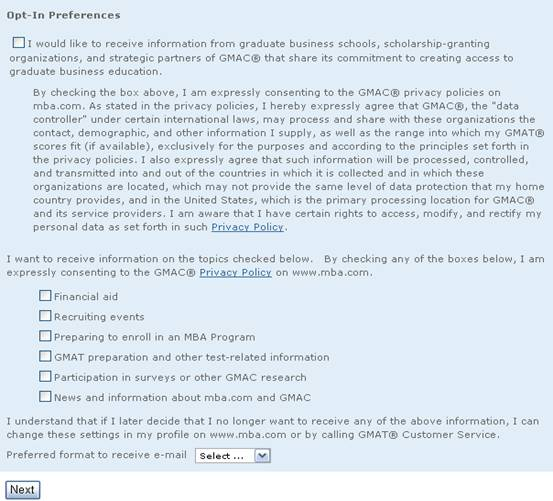 Opt-In Preferences
I would like to receive information from graduate business schools, scholarship-granting
organizations, and strategic partners of GMAC® that share its commitment to creating access to
graduate business education.
By checking the box above, I am expressly consenting to the GMAC® privacy policies on
mba.com. As stated in the privacy policies, I hereby expressly agree that GMAC®, the "data
controller" under certain international laws, may process and share with these organizations the
contact, demographic, and other information I supply, as well as the range into which my GMAT®
scores fit (if available), exclusively for the purposes and according to the principles set forth in
the privacy policies. I also expressly agree that such information will be processed, controlled,
and transmitted into and out of the countries in which it is collected and in which these
organizations are located, which may not provide the same level of data protection that my home
country provides, and in the United States, which is the primary processing location for GMAC®
and its service providers. I am aware that I have certain rights to access, modify, and rectify my
personal data as set forth in such Privacy Policy.
I want to receive information on the topics checked below. By checking any of the boxes below, I am
expressly consenting to the GMAC® Privacy Policy on www.mba.com.
Financial aid
Recruiting events
Preparing to enroll in an MBA Program
GMAT preparation and other test-related information
Participation in surveys or other GMAC research
News and information about mba.com and GMAC
I understand that if I later decide that I no longer want to receive any of the above information, I can
change these settings in my profile on www.mba.com or by calling GMAT® Customer Service.
Preferred format to receive e-mail Select ...
Next